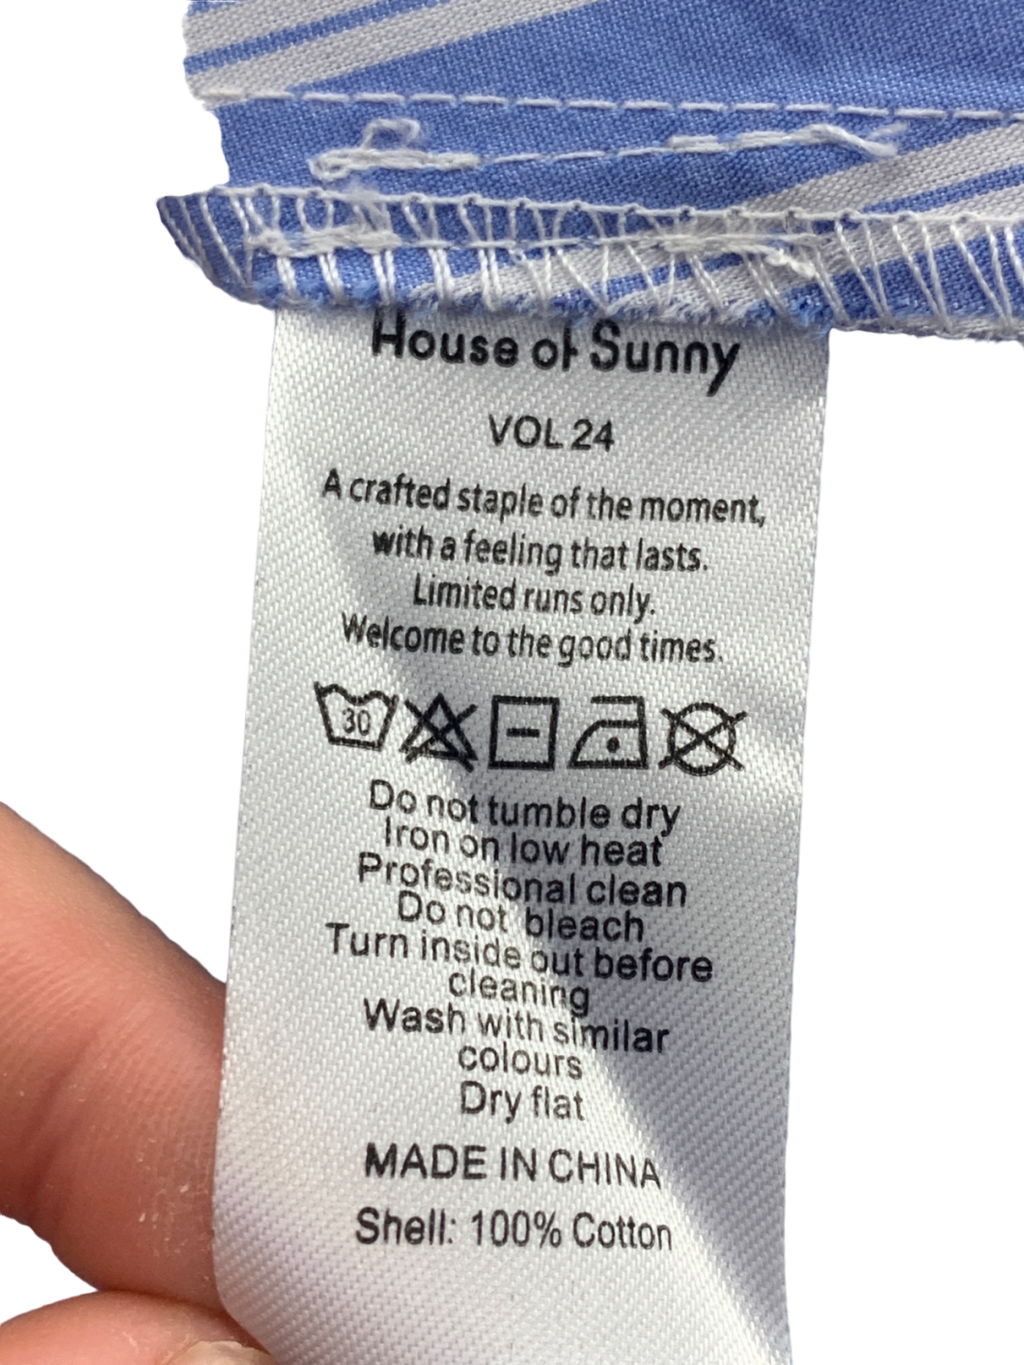 House of Sunny
VOL 24
A crafted staple of the moment,
with a feeling that lasts.
Limited runs only.
Welcome to the good times.
30
Do not tumble dry
Iron on low heat
Professional clean
Do not bleach
Turn inside out before
cleaning
Wash with similar
colours
Dry flat
MADE IN CHINA
Shell: 100% Cotton